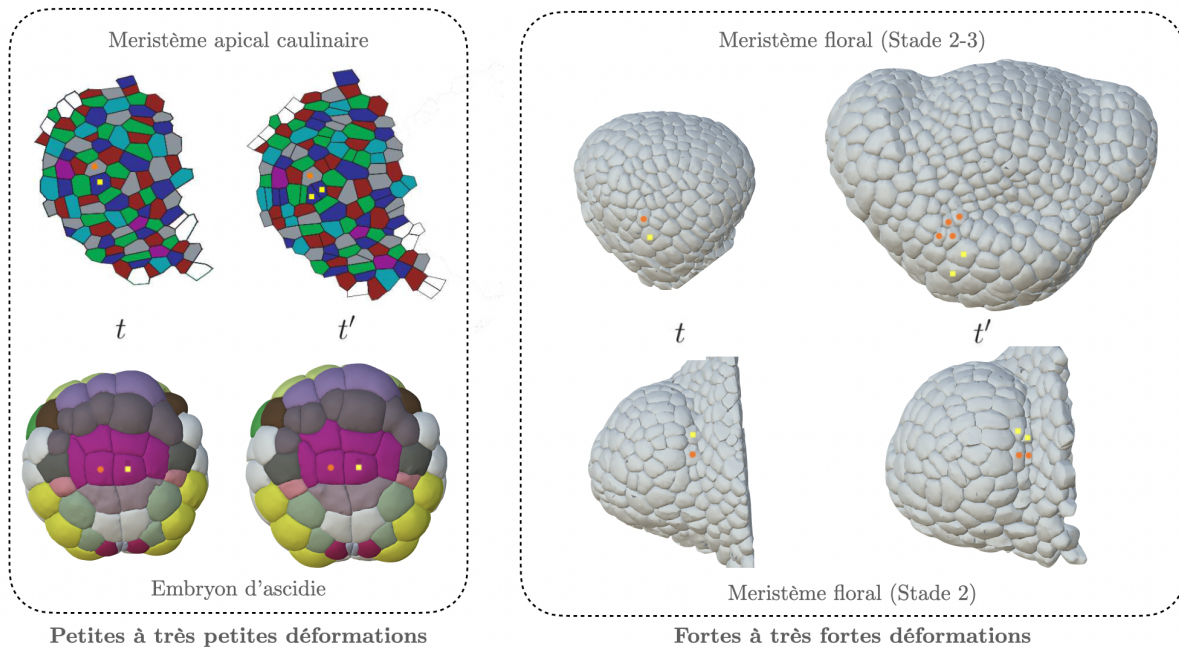 Meristème apical caulinaire
t
t′
Embryon d'ascidie
Petites à très petites déformations
Meristème floral (Stade 2-3)
t
t′
Meristème floral (Stade 2)
Fortes à très fortes déformations